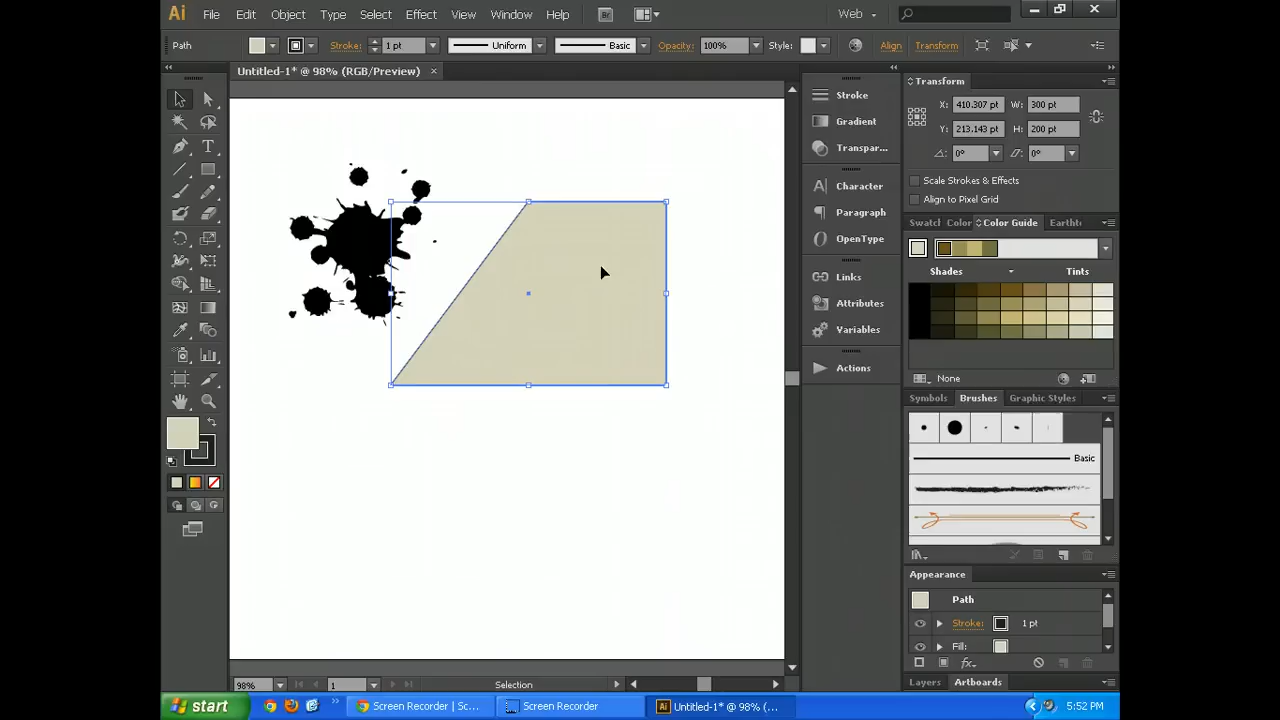 Ai File Edit Object Type Select Effect View Window Help Br Web
Path Stroke: 1 pt Uniform Basic Opacity: 100% Style: Align Transform
Untitled-1* @ 98% (RGB/Preview) ×
Stroke
Gradient
Transpar...
Character
Paragraph
OpenType
Links
Attributes
Variables
Actions
Transform
X: 410.307 pt W: 300 pt
Y: 213.143 pt H: 200 pt
0° 0°
Scale Strokes & Effects
Align to Pixel Grid
Swatcl Color Color Guide Earthto
Shades Tints
None
Symbols Brushes Graphic Styles
Basic
Appearance
Path
Stroke: 1 pt
Fill:
Layers Artboards
98% 1 Selection
start Screen Recorder | Sc... Screen Recorder Untitled-1* @ 98% (... 5:52 PM